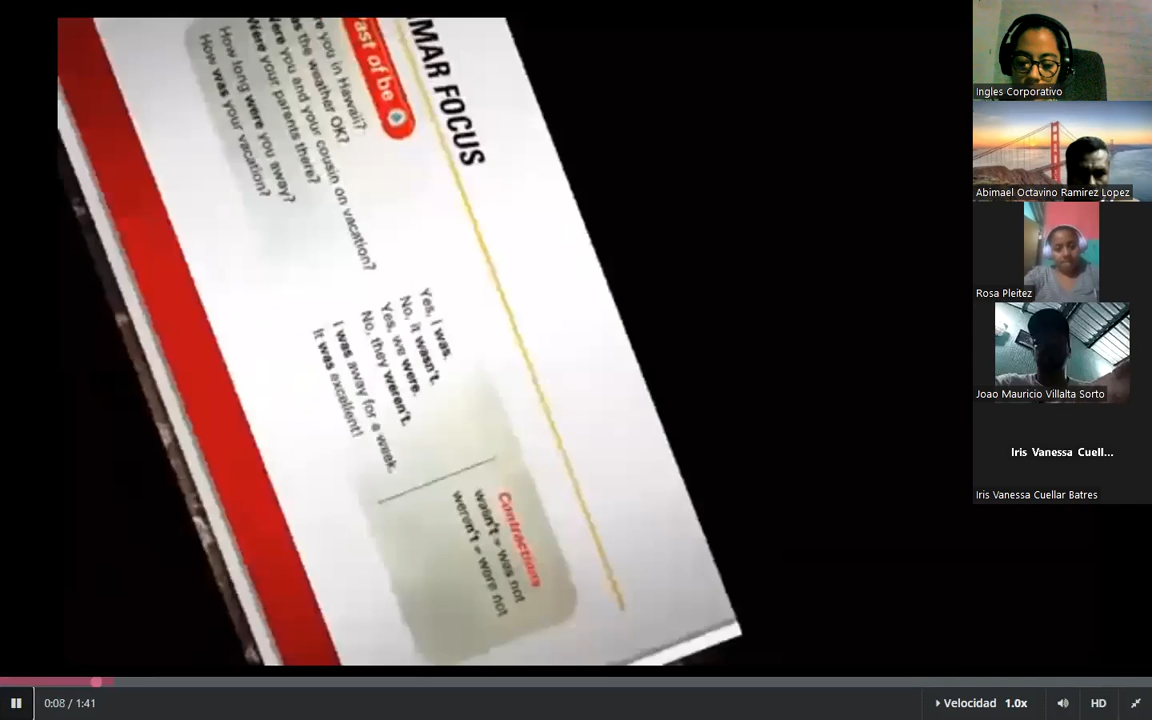 MAR FOCUS
ast of be
re you in Hawaii?
as the weather OK?
ere you and your cousin on vacation?
Were your parents there?
How long were you away?
How was your vacation?
Yes, I was.
No, it wasn't.
Yes, we were.
No, they weren't.
I was away for a week.
It was excellent!
Contractions
wasn't = was not
weren't = were not
Ingles Corporativo
Abimael Octavino Ramirez Lopez
Rosa Pleitez
Joao Mauricio Villalta Sorto
Iris Vanessa Cuell...
Iris Vanessa Cuellar Batres
0:08 / 1:41
Velocidad 1.0x
HD